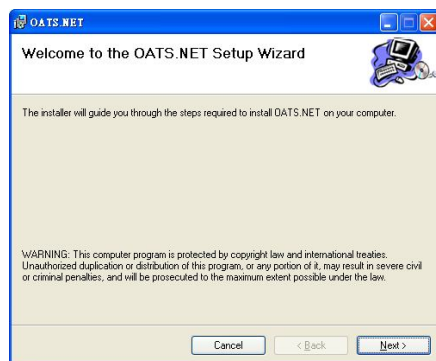 OATS.NET
Welcome to the OATS.NET Setup Wizard
The installer will guide you through the steps required to install OATS.NET on your computer.
WARNING: This computer program is protected by copyright law and international treaties.
Unauthorized duplication or distribution of this program, or any portion of it, may result in severe civil
or criminal penalties, and will be prosecuted to the maximum extent possible under the law.
Cancel
< Back
Next >